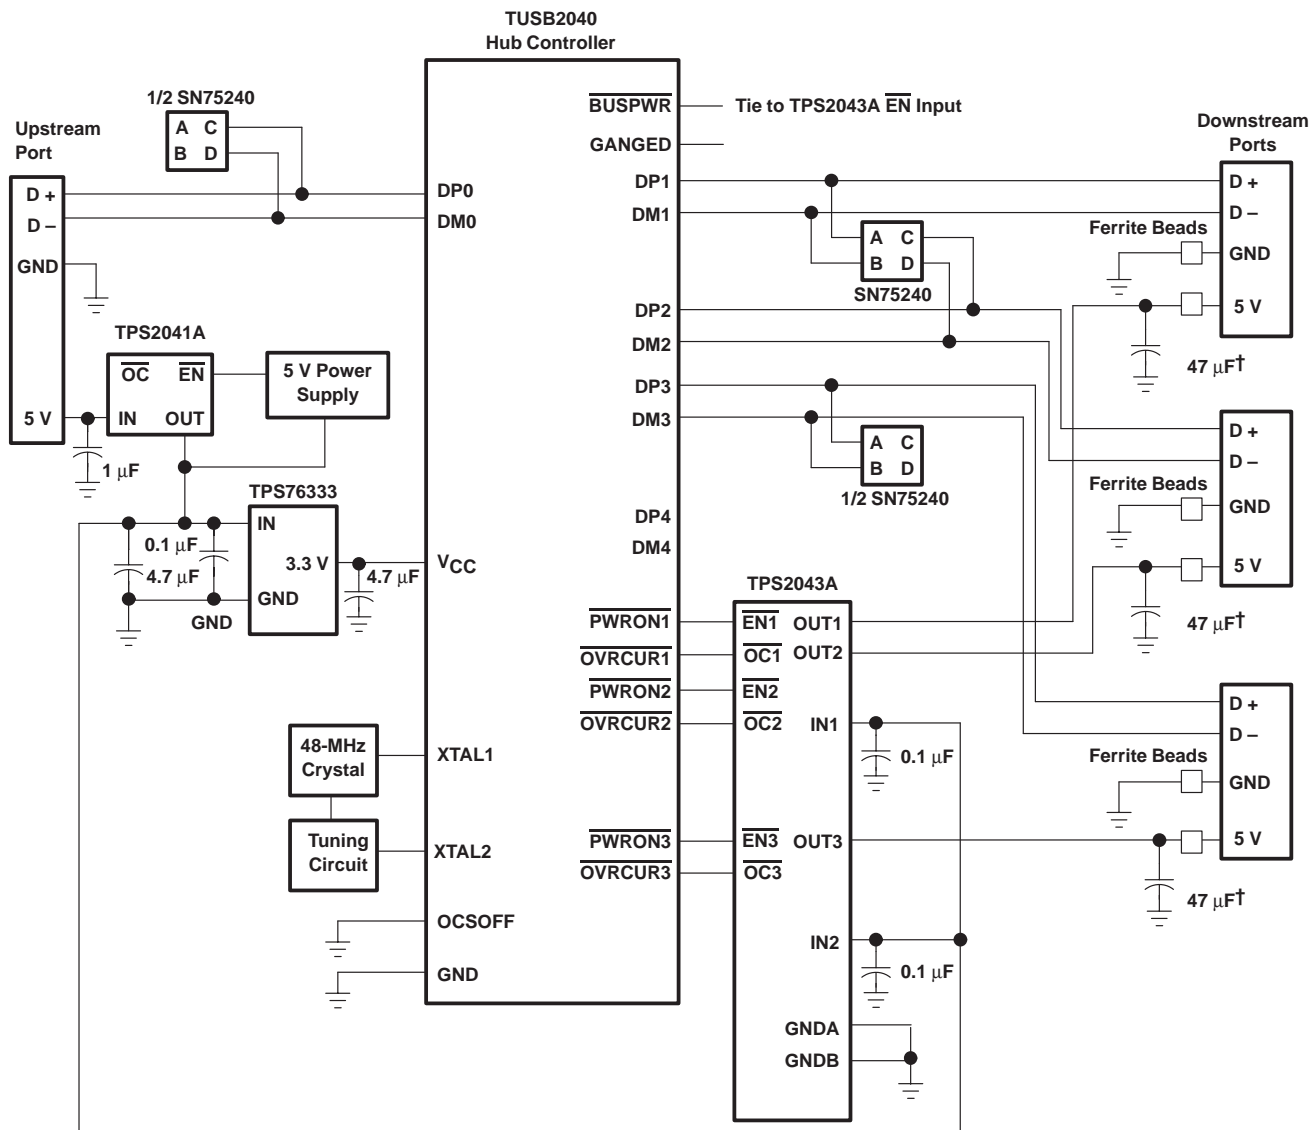 TUSB2040
Hub Controller
1/2 SN75240
A C
B D
Upstream
Port
D +
D –
GND
5 V
DP0
DM0
BUSPWR
Tie to TPS2043A EN Input
GANGED
DP1
DM1
A C
B D
SN75240
DP2
DM2
DP3
DM3
A C
B D
1/2 SN75240
DP4
DM4
Downstream
Ports
D +
D –
Ferrite Beads
GND
5 V
47 µF†
D +
D –
Ferrite Beads
GND
5 V
47 µF†
D +
D –
Ferrite Beads
GND
5 V
47 µF†
TPS2041A
OC EN
IN OUT
5 V Power
Supply
1 µF
TPS76333
IN
3.3 V
GND
0.1 µF
4.7 µF
GND
4.7 µF
VCC
TPS2043A
PWRON1
EN1 OUT1
OVRCUR1
OC1 OUT2
PWRON2
EN2
OVRCUR2
OC2
IN1
0.1 µF
PWRON3
EN3 OUT3
OVRCUR3
OC3
IN2
0.1 µF
GNDA
GNDB
48-MHz
Crystal
XTAL1
Tuning
Circuit
XTAL2
OCSOFF
GND